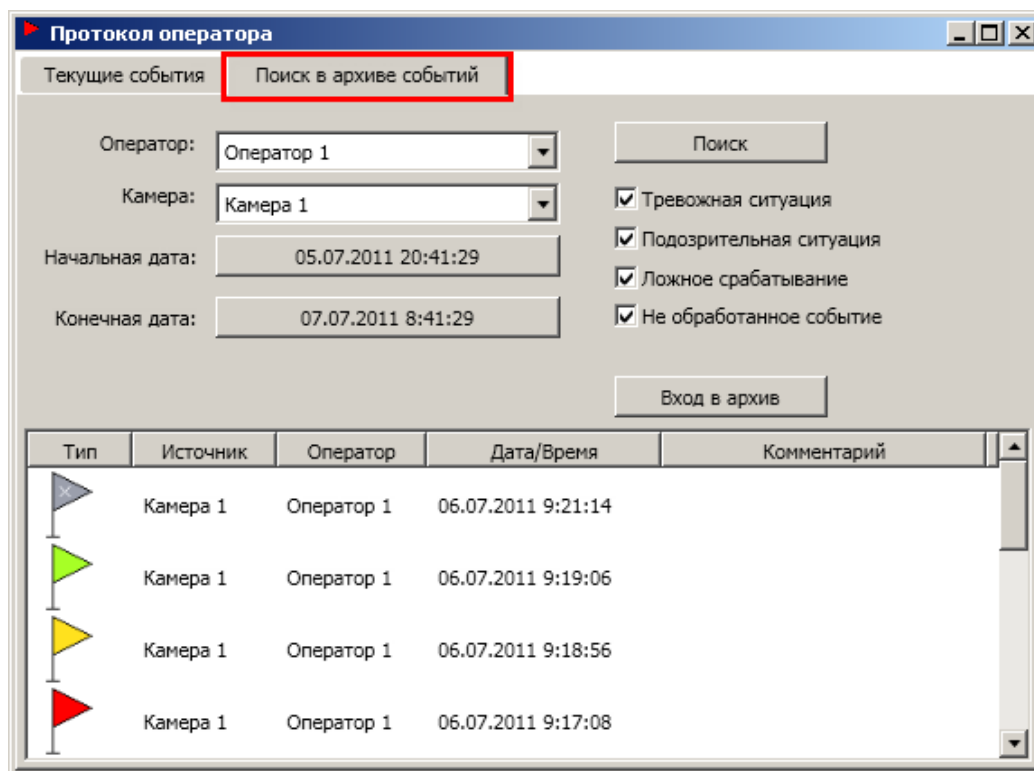 Протокол оператора
Текущие события Поиск в архиве событий
Оператор: Оператор 1 Поиск
Камера: Камера 1 Тревожная ситуация
Подозрительная ситуация
Начальная дата: 05.07.2011 20:41:29
Ложное срабатывание
Конечная дата: 07.07.2011 8:41:29 Не обработанное событие
Вход в архив
Тип Источник Оператор Дата/Время Комментарий
Камера 1 Оператор 1 06.07.2011 9:21:14
Камера 1 Оператор 1 06.07.2011 9:19:06
Камера 1 Оператор 1 06.07.2011 9:18:56
Камера 1 Оператор 1 06.07.2011 9:17:08